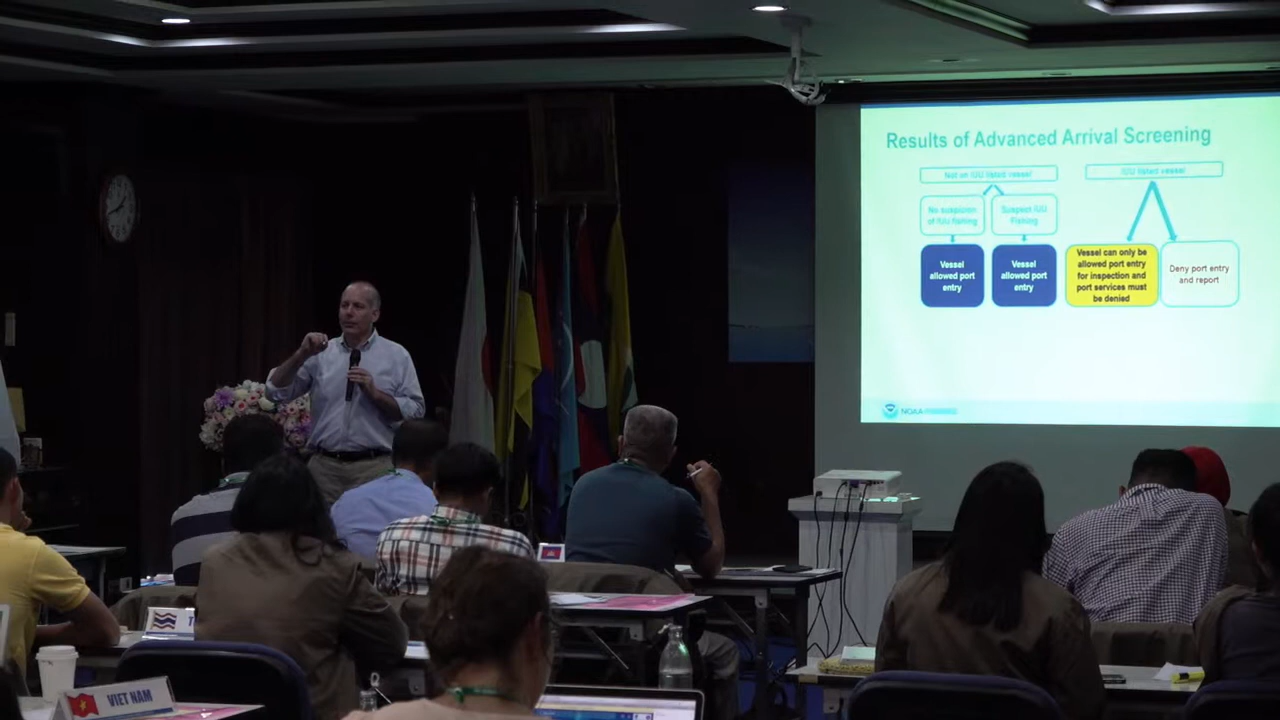 Results of Advanced Arrival Screening
Not an IUU listed vessel
IUU listed vessel
No suspicion
of IUU fishing
Suspect IUU
Fishing
Vessel
allowed port
entry
Vessel
allowed port
entry
Vessel can only be
allowed port entry
for inspection and
port services must
be denied
Deny port entry
and report
NOAA
T
VIET NAM